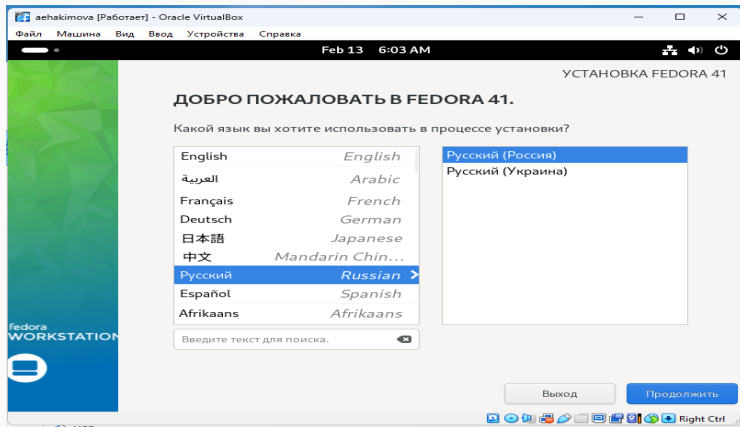 aehakimova [Работает] - Oracle VirtualBox
Файл Машина Вид Ввод Устройства Справка
Feb 13 6:03 AM
УСТАНОВКА FEDORA 41
ДОБРО ПОЖАЛОВАТЬ В FEDORA 41.
Какой язык вы хотите использовать в процессе установки?
English English
العربية Arabic
Français French
Deutsch German
日本語 Japanese
中文 Mandarin Chin...
Русский Russian
Español Spanish
Afrikaans Afrikaans
Русский (Россия)
Русский (Украина)
Введите текст для поиска.
fedora
WORKSTATION
Выход
Продолжить
Right Ctrl